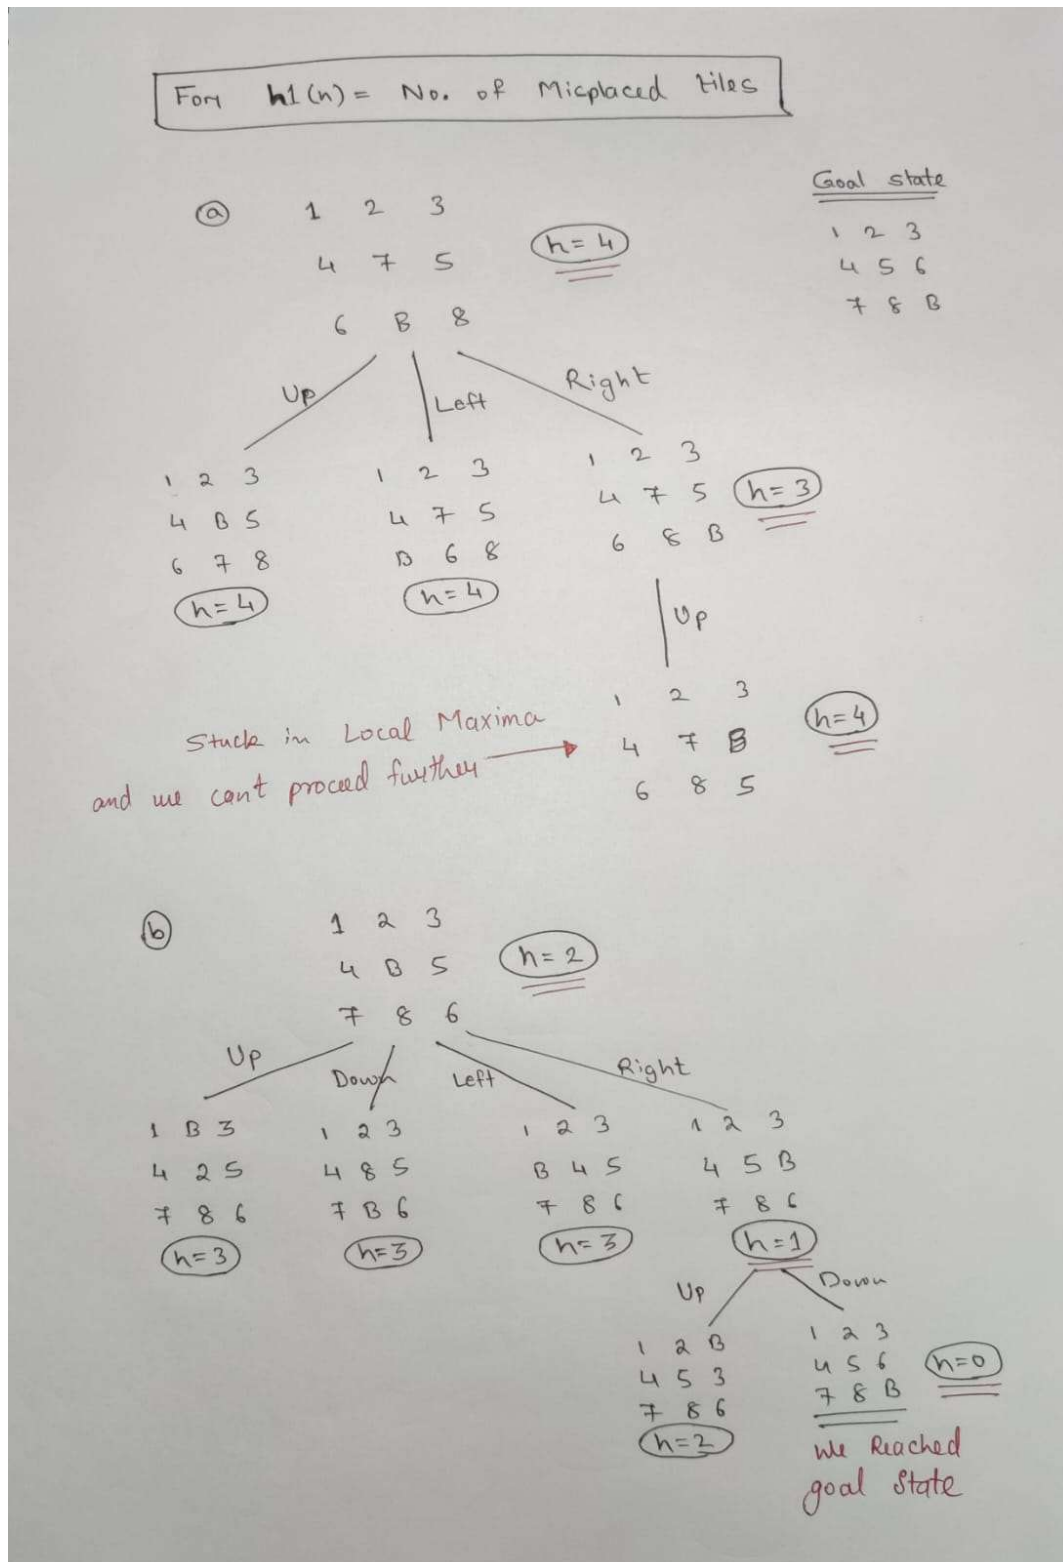 For h1(n) = No. of Micplaced tiles
Goal state
1 2 3
4 5 6
7 8 B
a
1 2 3
4 7 5
6 B 8
h=4
Up
Left
Right
1 2 3
4 B 5
6 7 8
h=4
1 2 3
4 7 5
B 6 8
h=4
1 2 3
4 7 5
6 8 B
h=3
Up
1 2 3
4 7 B
6 8 5
h=4
Stuck in Local Maxima
and we can't proceed further
b
1 2 3
4 B 5
7 8 6
h=2
Up
Down
Left
Right
1 B 3
4 2 5
7 8 6
h=3
1 2 3
4 8 5
7 B 6
h=3
1 2 3
B 4 5
7 8 6
h=3
1 2 3
4 5 B
7 8 6
h=1
Up
Down
1 2 B
4 5 3
7 8 6
h=2
1 2 3
4 5 6
7 8 B
h=0
We Reached
goal State